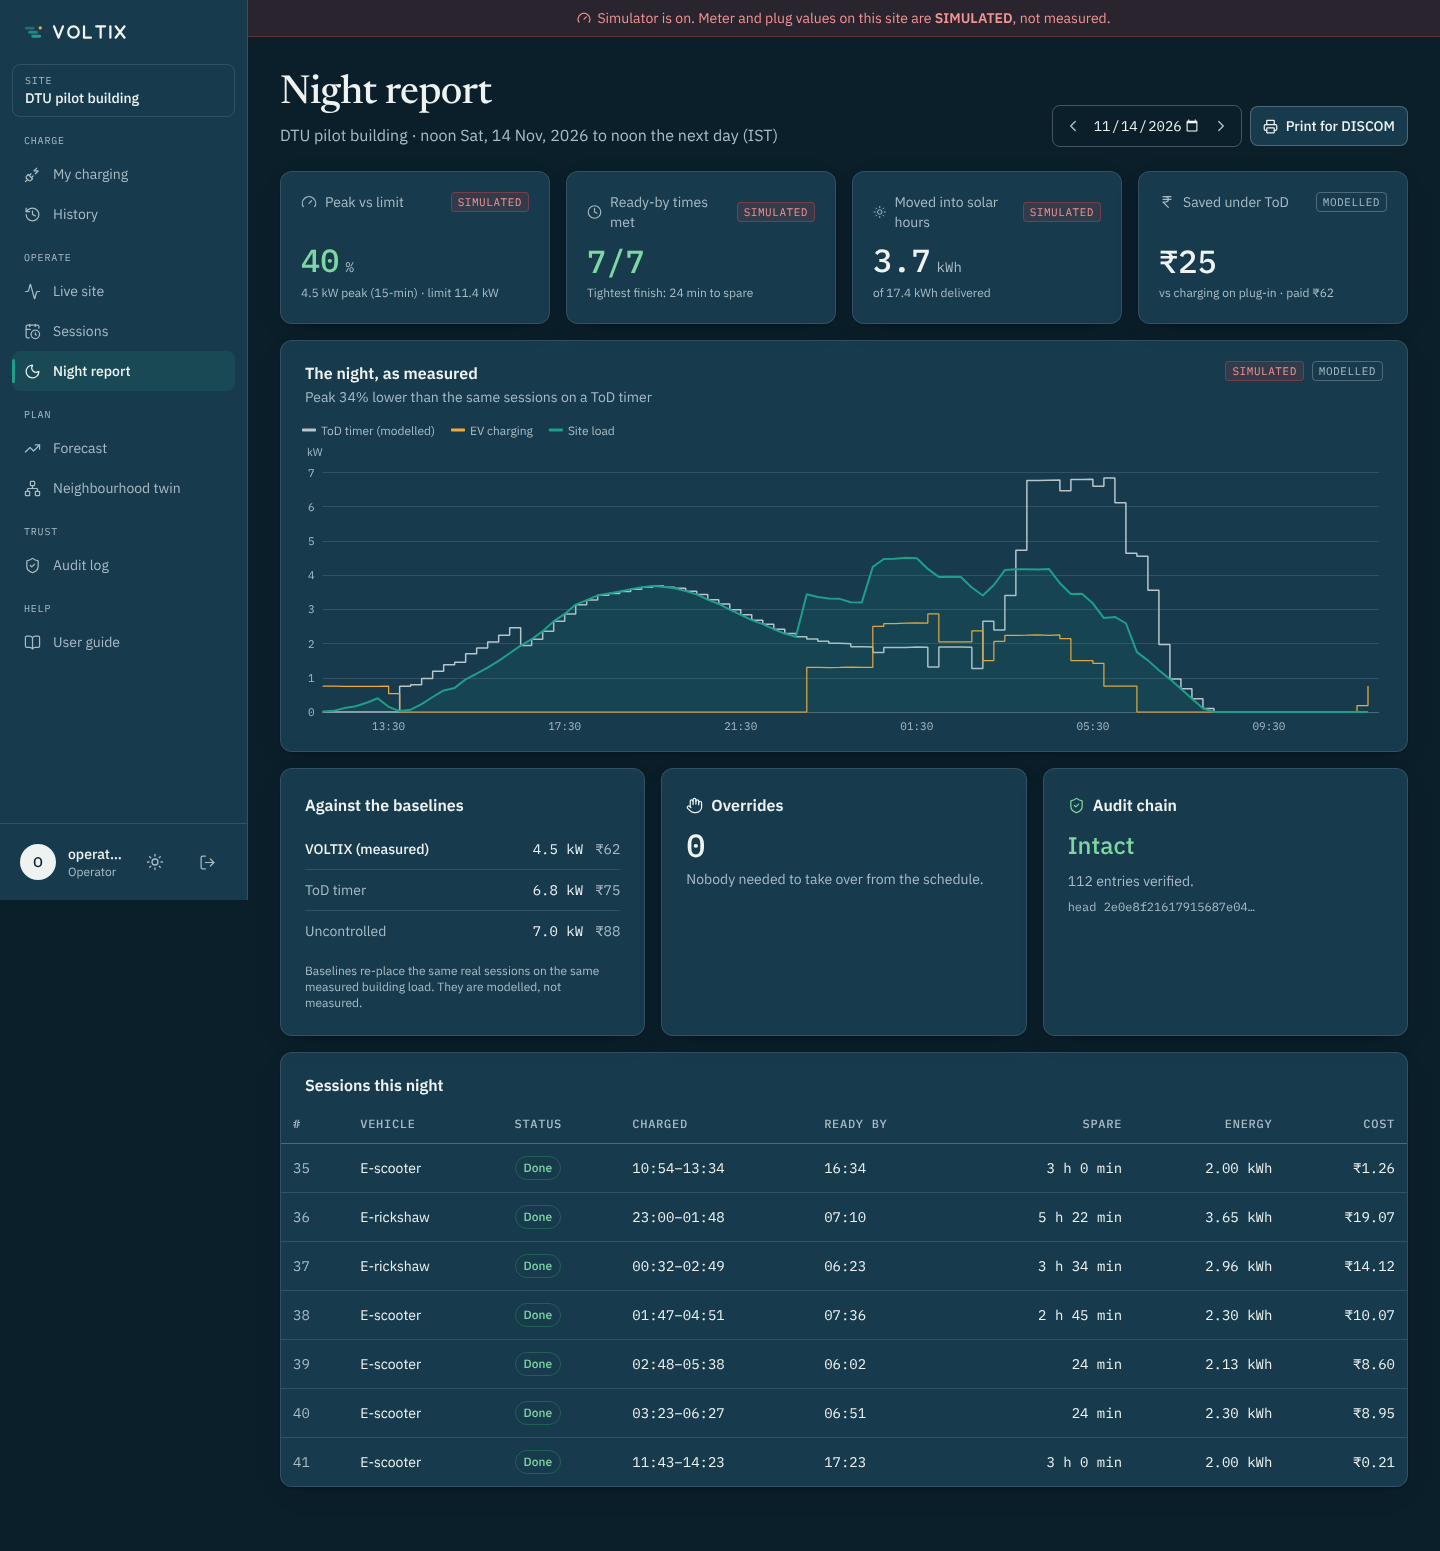 VOLTIX
SITE
DTU pilot building
CHARGE
My charging
History
OPERATE
Live site
Sessions
Night report
PLAN
Forecast
Neighbourhood twin
TRUST
Audit log
HELP
User guide
O
operat...
Operator
Simulator is on. Meter and plug values on this site are SIMULATED, not measured.
Night report
DTU pilot building · noon Sat, 14 Nov, 2026 to noon the next day (IST)
11/14/2026
Print for DISCOM
Peak vs limit SIMULATED
40 %
4.5 kW peak (15-min) · limit 11.4 kW
Ready-by times met SIMULATED
7/7
Tightest finish: 24 min to spare
Moved into solar hours SIMULATED
3.7 kWh
of 17.4 kWh delivered
₹ Saved under ToD MODELLED
₹25
vs charging on plug-in · paid ₹62
The night, as measured SIMULATED MODELLED
Peak 34% lower than the same sessions on a ToD timer
ToD timer (modelled) EV charging Site load
kW
7
6
5
4
3
2
1
0
13:30 17:30 21:30 01:30 05:30 09:30
Against the baselines
VOLTIX (measured) 4.5 kW ₹62
ToD timer 6.8 kW ₹75
Uncontrolled 7.0 kW ₹88
Baselines re-place the same real sessions on the same
measured building load. They are modelled, not
measured.
Overrides
0
Nobody needed to take over from the schedule.
Audit chain
Intact
112 entries verified.
head 2e0e8f21617915687e04…
Sessions this night
# VEHICLE STATUS CHARGED READY BY SPARE ENERGY COST
35 E-scooter Done 10:54–13:34 16:34 3 h 0 min 2.00 kWh ₹1.26
36 E-rickshaw Done 23:00–01:48 07:10 5 h 22 min 3.65 kWh ₹19.07
37 E-rickshaw Done 00:32–02:49 06:23 3 h 34 min 2.96 kWh ₹14.12
38 E-scooter Done 01:47–04:51 07:36 2 h 45 min 2.30 kWh ₹10.07
39 E-scooter Done 02:48–05:38 06:02 24 min 2.13 kWh ₹8.60
40 E-scooter Done 03:23–06:27 06:51 24 min 2.30 kWh ₹8.95
41 E-scooter Done 11:43–14:23 17:23 3 h 0 min 2.00 kWh ₹0.21